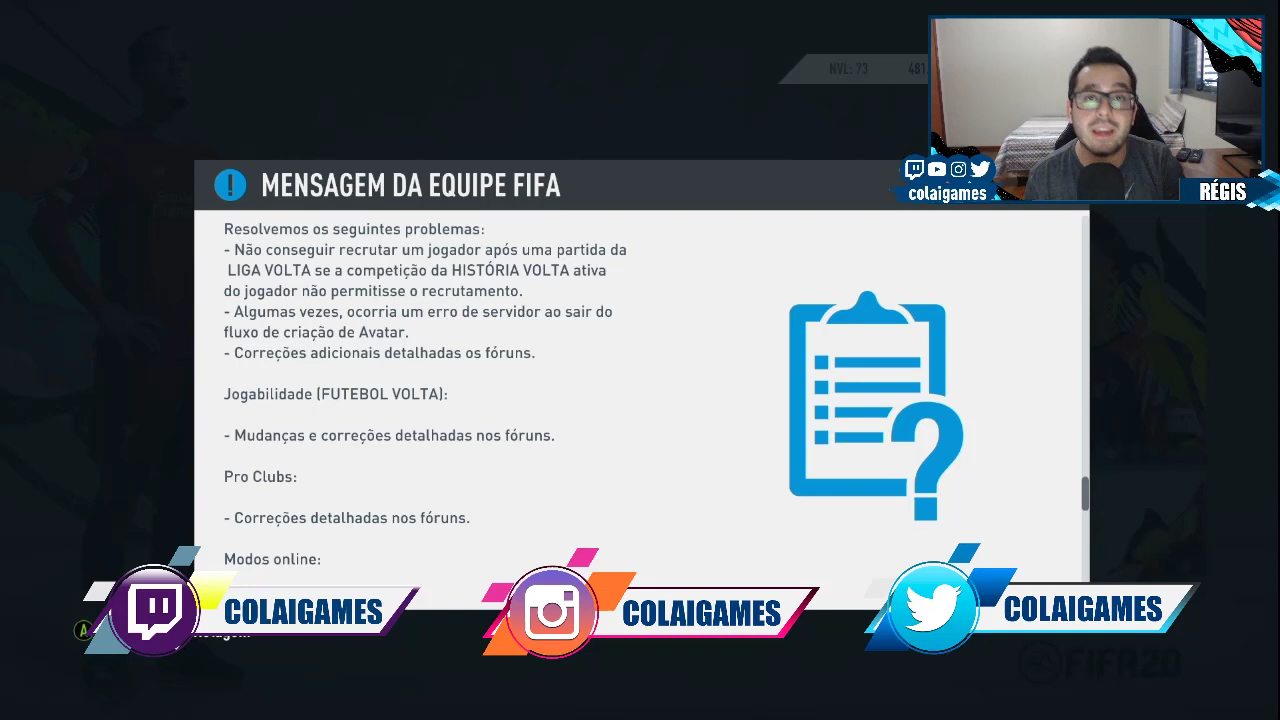 NVL: 73
481.
MENSAGEM DA EQUIPE FIFA
colaigames
RÉGIS
Resolvemos os seguintes problemas:
- Não conseguir recrutar um jogador após uma partida da
LIGA VOLTA se a competição da HISTÓRIA VOLTA ativa
do jogador não permitisse o recrutamento.
- Algumas vezes, ocorria um erro de servidor ao sair do
fluxo de criação de Avatar.
- Correções adicionais detalhadas os fóruns.
Jogabilidade (FUTEBOL VOLTA):
- Mudanças e correções detalhadas nos fóruns.
Pro Clubs:
- Correções detalhadas nos fóruns.
Modos online:
COLAIGAMES
COLAIGAMES
COLAIGAMES
A
FIFA20